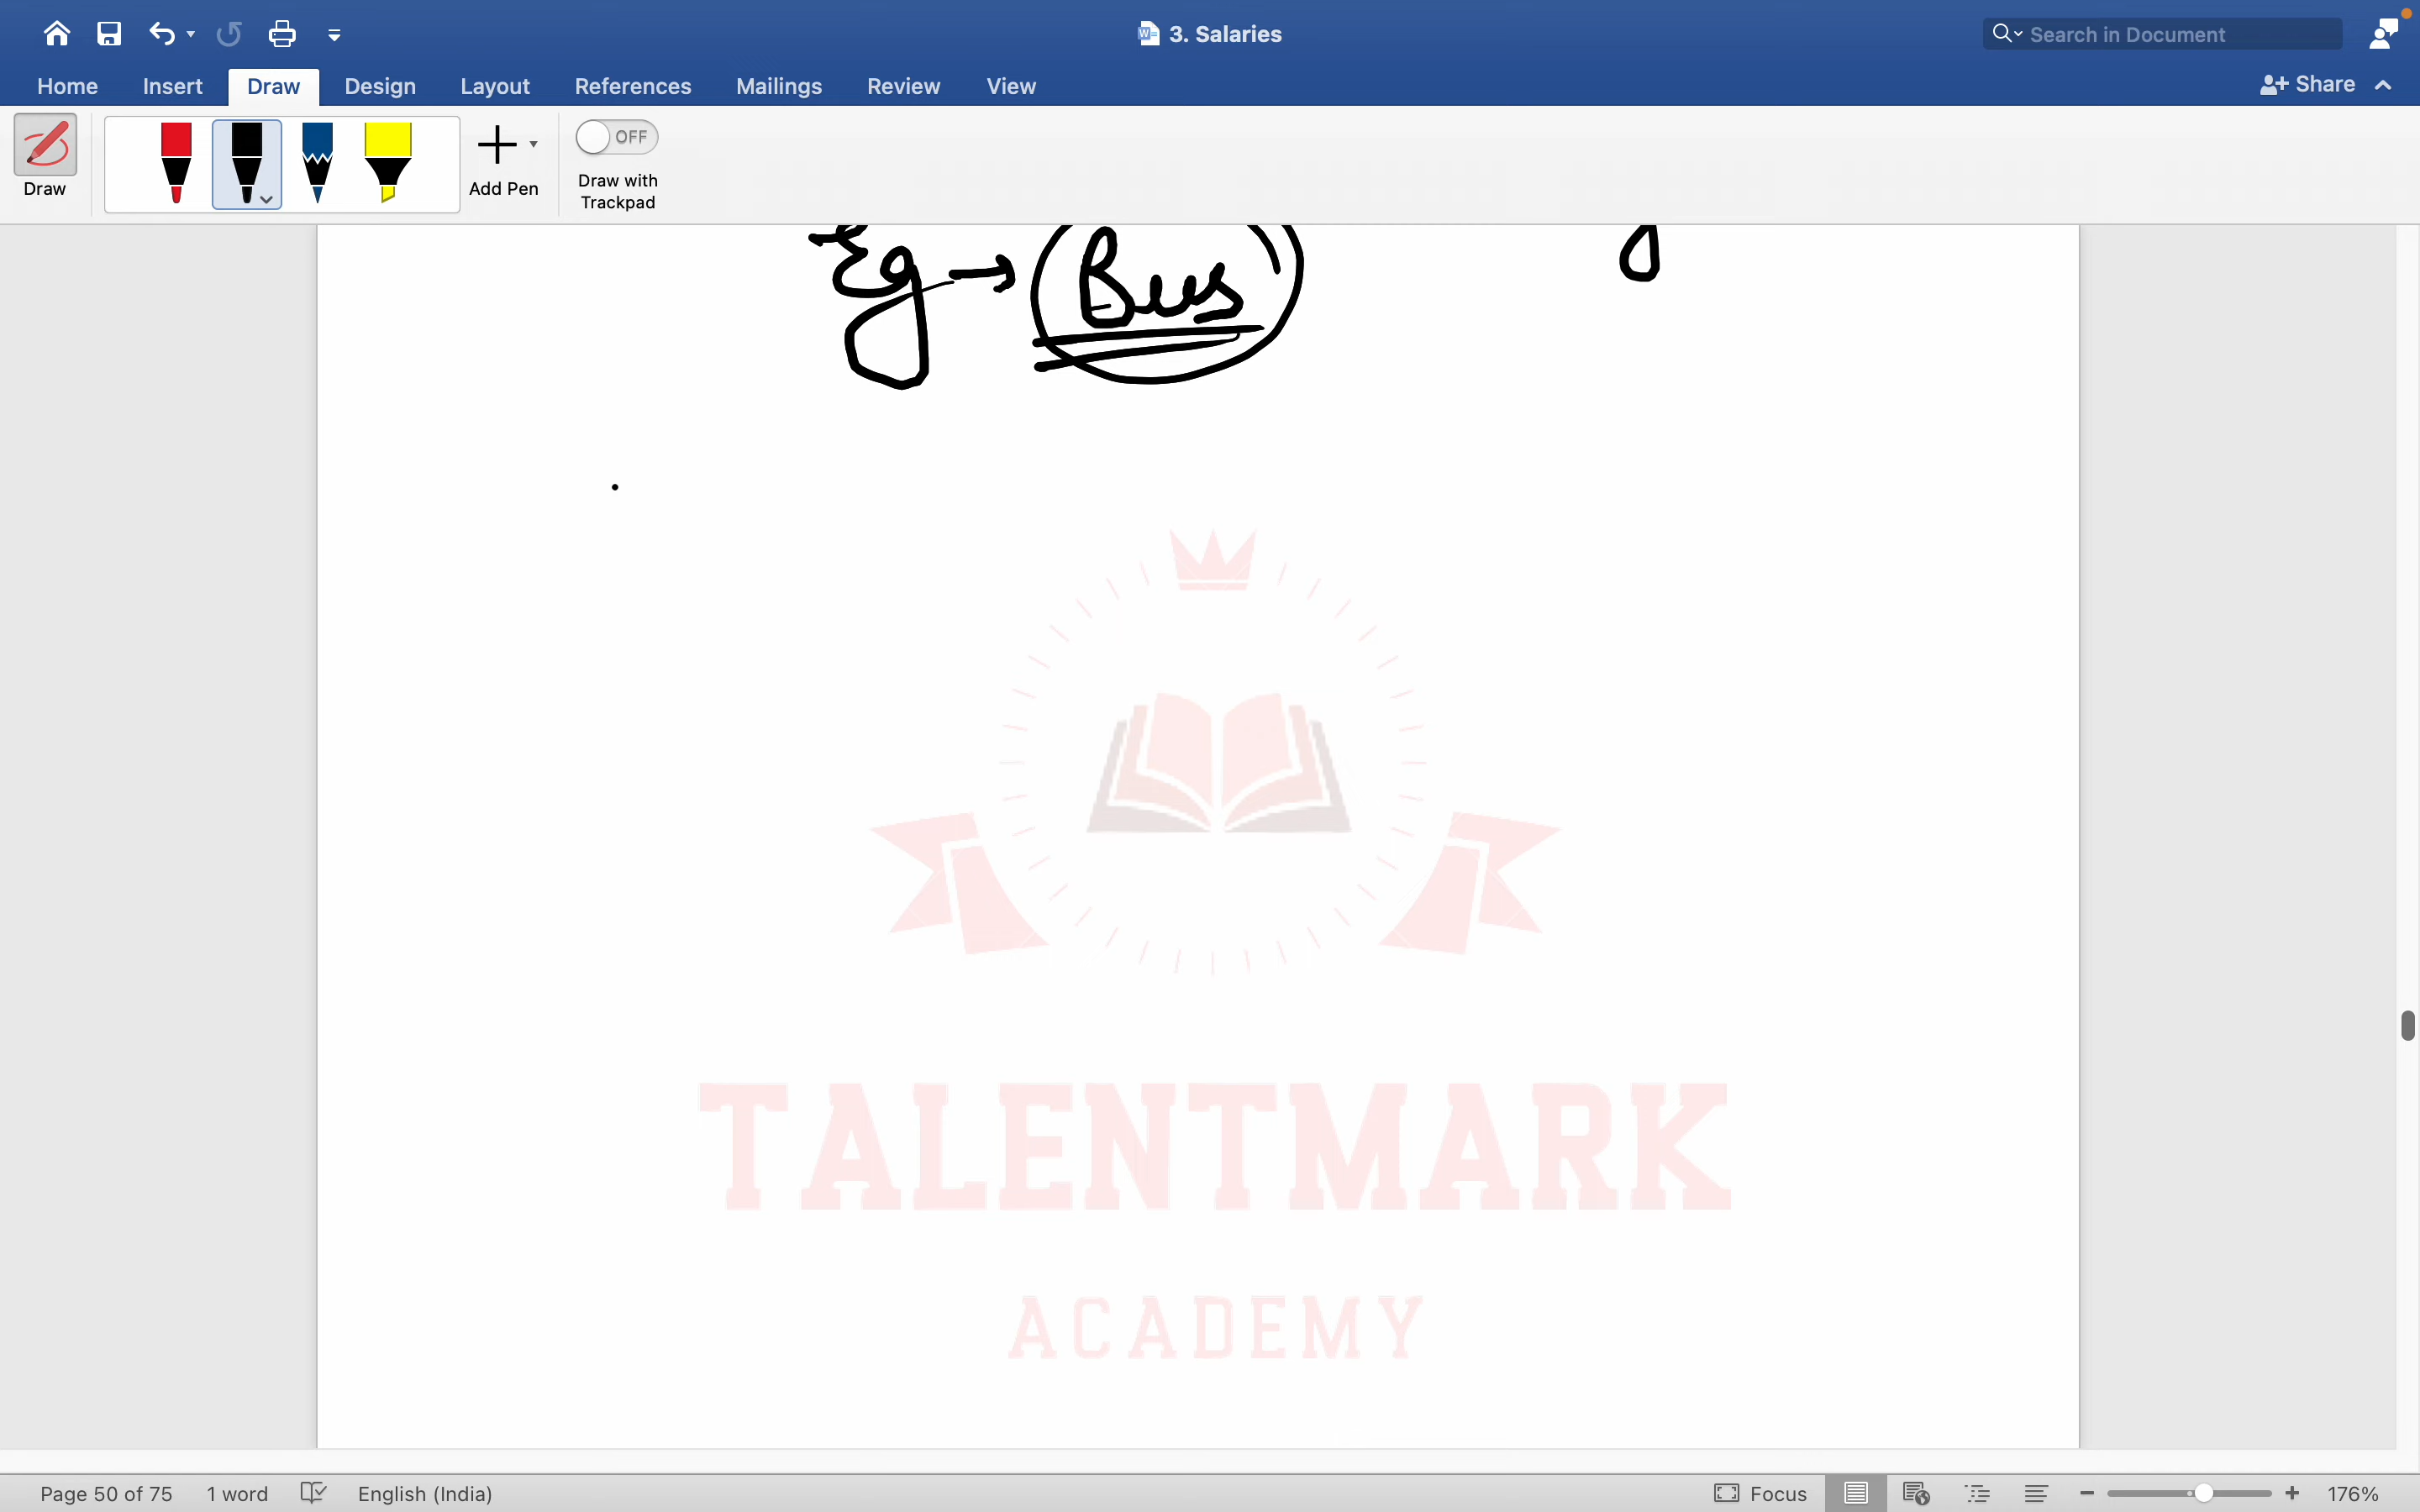 3. Salaries
Search in Document
Home Insert Draw Design Layout References Mailings Review View
Share
OFF
Draw
Add Pen
Draw with
Trackpad
Eg → Bus
TALENTMARK
ACADEMY
Page 50 of 75 1 word English (India)
Focus
176%